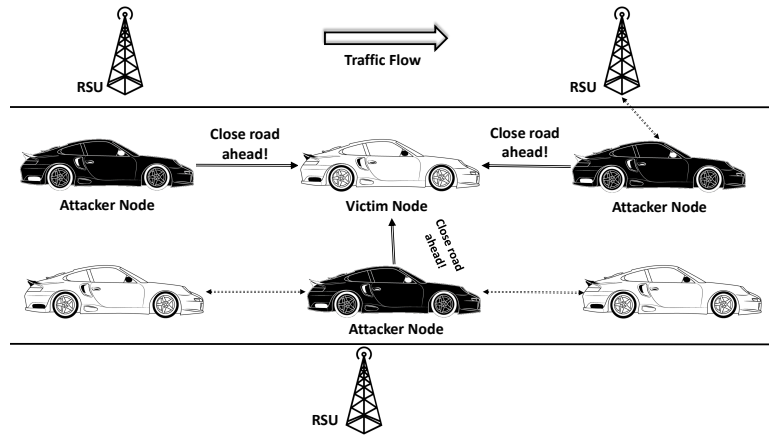 RSU
Traffic Flow
RSU
Close road
ahead!
Close road
ahead!
Attacker Node
Victim Node
Attacker Node
Close road
ahead!
Attacker Node
RSU